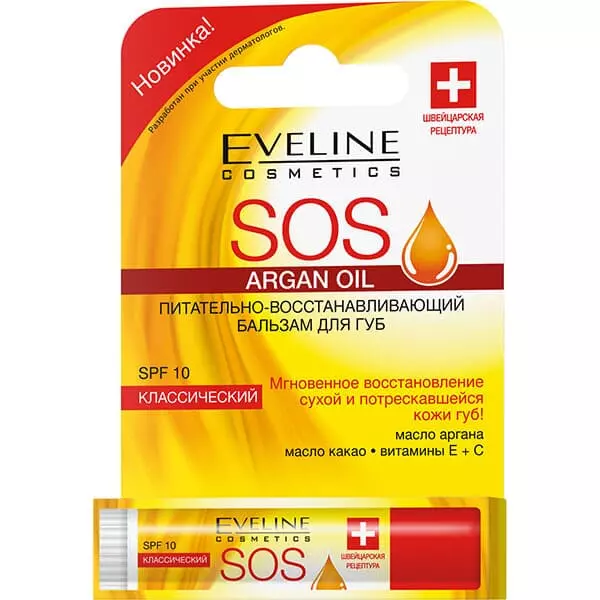 Новинка!
Разработан при участии дерматологов.
ШВЕЙЦАРСКАЯ
РЕЦЕПТУРА
EVELINE
COSMETICS
SOS
ARGAN OIL
ПИТАТЕЛЬНО-ВОССТАНАВЛИВАЮЩИЙ
БАЛЬЗАМ ДЛЯ ГУБ
SPF 10
КЛАССИЧЕСКИЙ
Мгновенное восстановление
сухой и потрескавшейся
кожи губ!
масло аргана
масло какао • витамины Е + С
EVELINE
COSMETICS
SPF 10
КЛАССИЧЕСКИЙ
SOS
ШВЕЙЦАРСКАЯ
РЕЦЕПТУРА